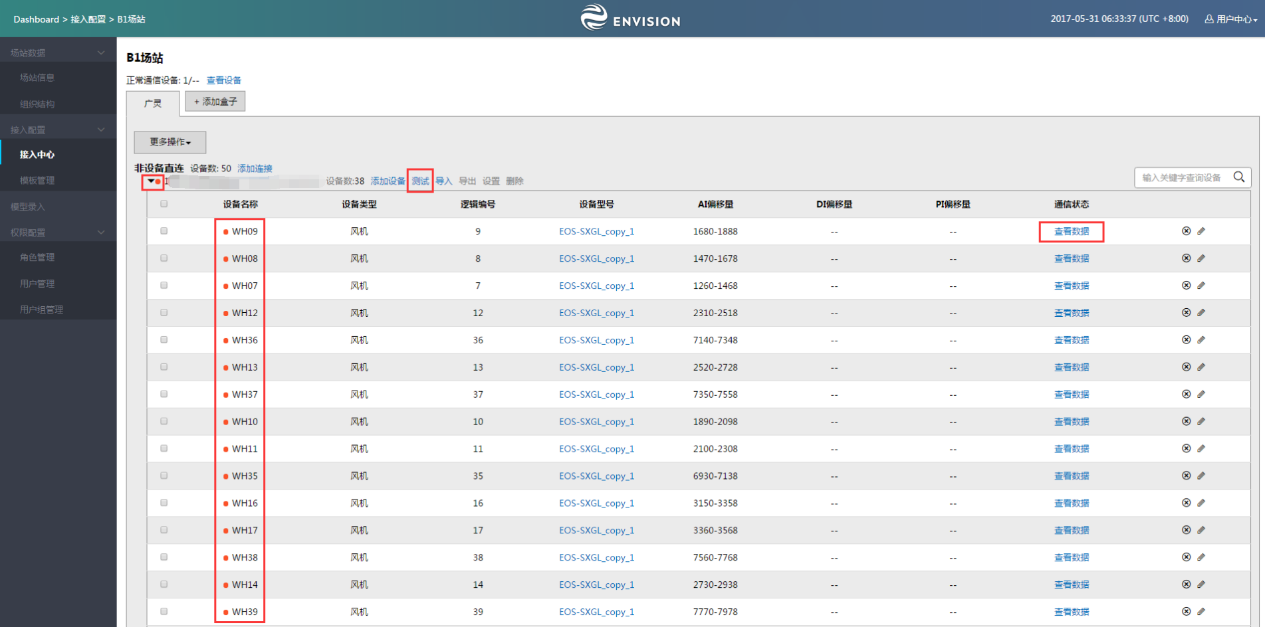 Dashboard > 接入配置 > B1场站
ENVISION
2017-05-31 06:33:37 (UTC +8:00) 用户中心
场站数据
场站信息
组织结构
接入配置
接入中心
模板管理
模型录入
权限配置
角色管理
用户管理
用户组管理
B1场站
正常通信设备: 1/-- 查看设备
广灵 + 添加盒子
更多操作
非设备直连 设备数: 50 添加连接
设备数:38 添加设备 测试 导入 导出 设置 删除
输入关键字查询设备
设备名称 设备类型 逻辑编号 设备型号 AI偏移量 DI偏移量 PI偏移量 通信状态
WH09 风机 9 EOS-SXGL_copy_1 1680-1888 -- -- 查看数据
WH08 风机 8 EOS-SXGL_copy_1 1470-1678 -- -- 查看数据
WH07 风机 7 EOS-SXGL_copy_1 1260-1468 -- -- 查看数据
WH12 风机 12 EOS-SXGL_copy_1 2310-2518 -- -- 查看数据
WH36 风机 36 EOS-SXGL_copy_1 7140-7348 -- -- 查看数据
WH13 风机 13 EOS-SXGL_copy_1 2520-2728 -- -- 查看数据
WH37 风机 37 EOS-SXGL_copy_1 7350-7558 -- -- 查看数据
WH10 风机 10 EOS-SXGL_copy_1 1890-2098 -- -- 查看数据
WH11 风机 11 EOS-SXGL_copy_1 2100-2308 -- -- 查看数据
WH35 风机 35 EOS-SXGL_copy_1 6930-7138 -- -- 查看数据
WH16 风机 16 EOS-SXGL_copy_1 3150-3358 -- -- 查看数据
WH17 风机 17 EOS-SXGL_copy_1 3360-3568 -- -- 查看数据
WH38 风机 38 EOS-SXGL_copy_1 7560-7768 -- -- 查看数据
WH14 风机 14 EOS-SXGL_copy_1 2730-2938 -- -- 查看数据
WH39 风机 39 EOS-SXGL_copy_1 7770-7978 -- -- 查看数据